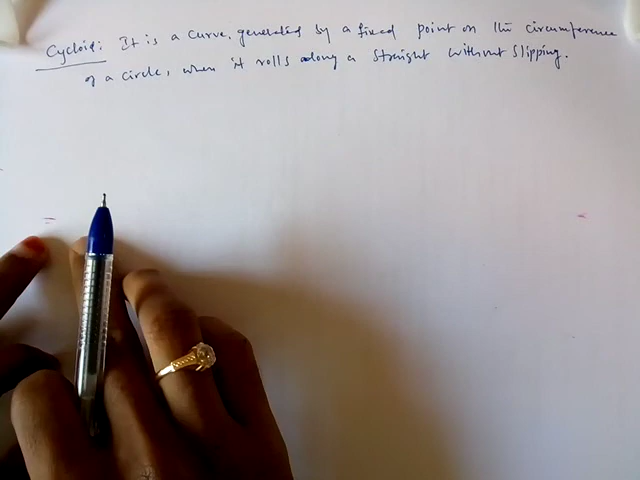 Cycloid: It is a curve, generated by a fixed point on the circumference
of a circle, when it rolls along a straight without slipping.